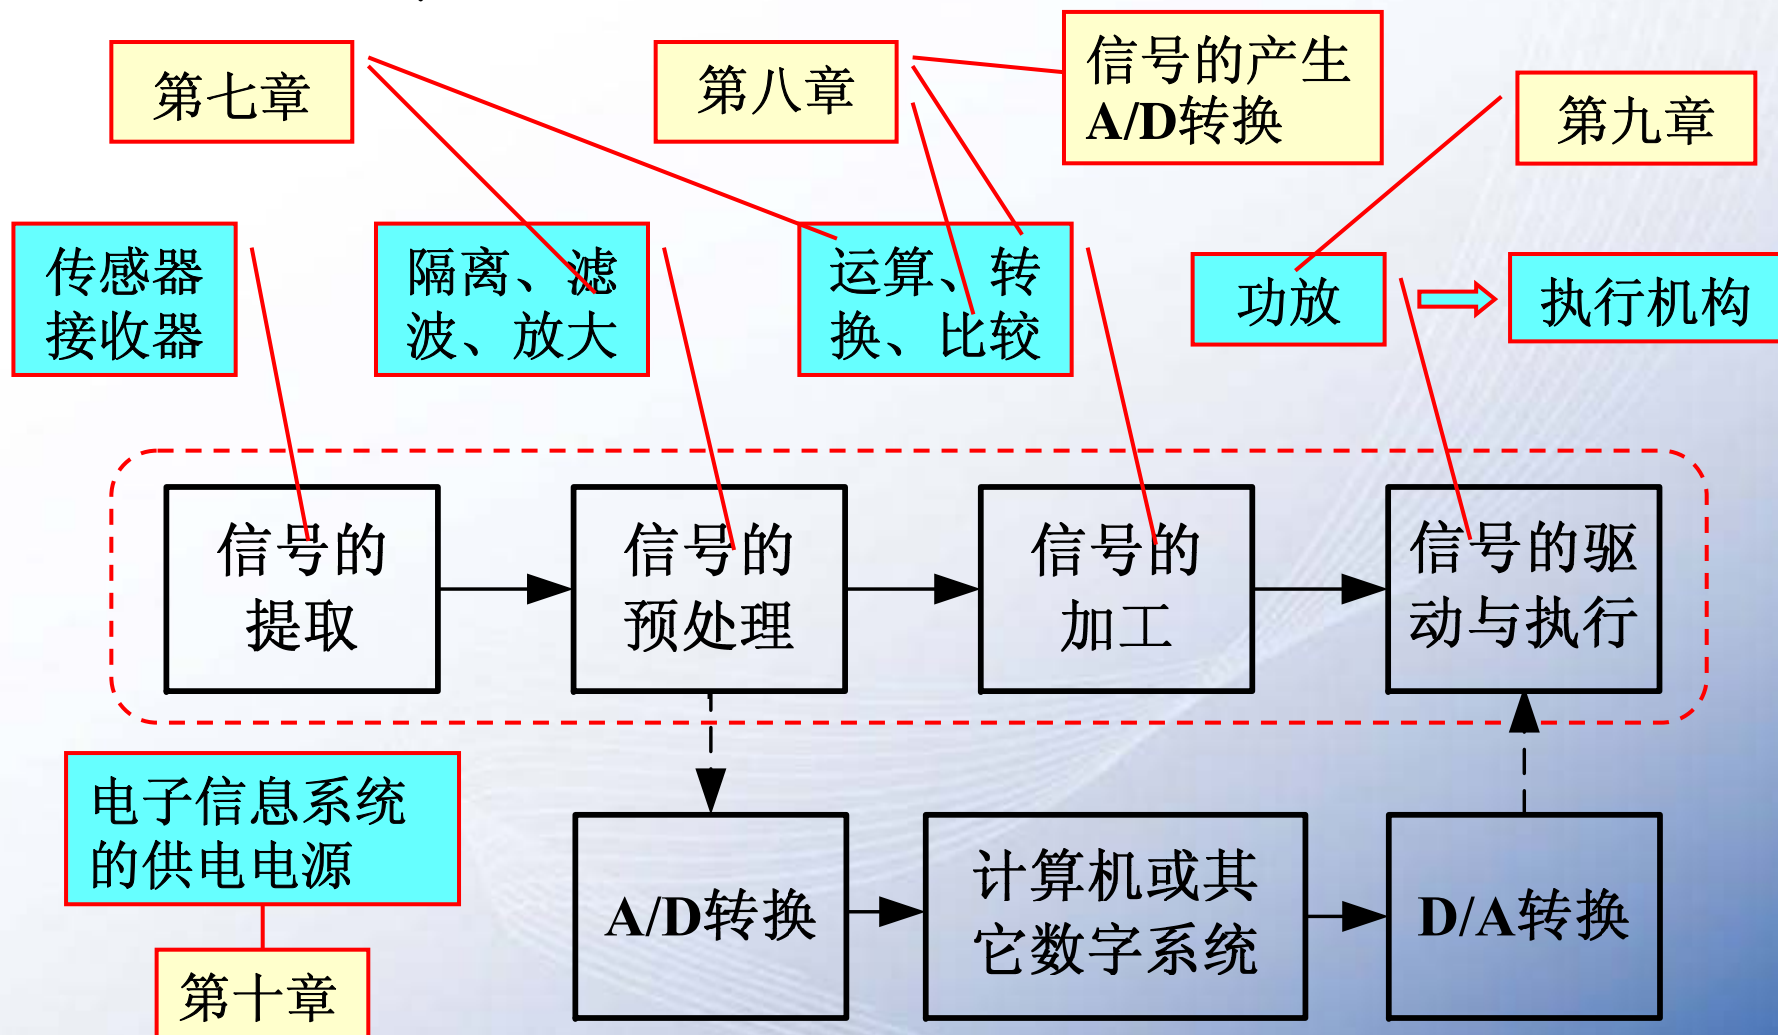 第七章
第八章
信号的产生
A/D转换
第九章
传感器
接收器
隔离、滤
波、放大
运算、转
换、比较
功放
执行机构
信号的
提取
信号的
预处理
信号的
加工
信号的驱
动与执行
电子信息系统
的供电电源
第十章
A/D转换
计算机或其
它数字系统
D/A转换